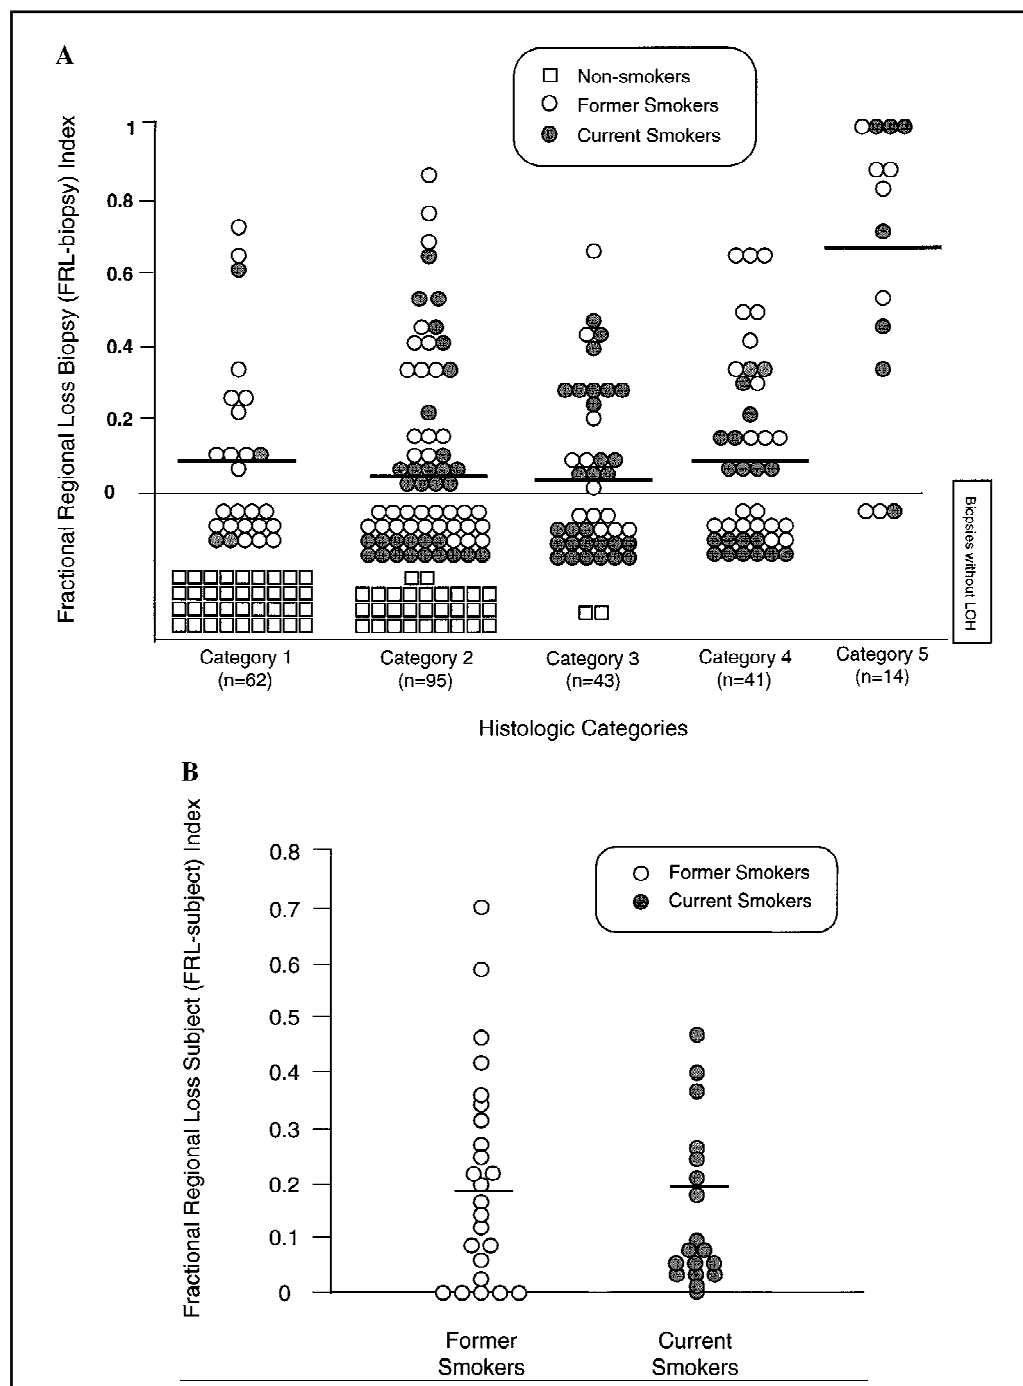 A
Non-smokers
Former Smokers
Current Smokers
Fractional Regional Loss Biopsy (FRL-biopsy) Index
1
0.8
0.6
0.4
0.2
0
Biopsies without LCH
Category 1 Category 2 Category 3 Category 4 Category 5
(n=62) (n=95) (n=43) (n=41) (n=14)
Histologic Categories
B
Fractional Regional Loss Subject (FRL-subject) Index
Former Smokers
Current Smokers
0.8
0.7
0.6
0.5
0.4
0.3
0.2
0.1
0
Former Current
Smokers Smokers